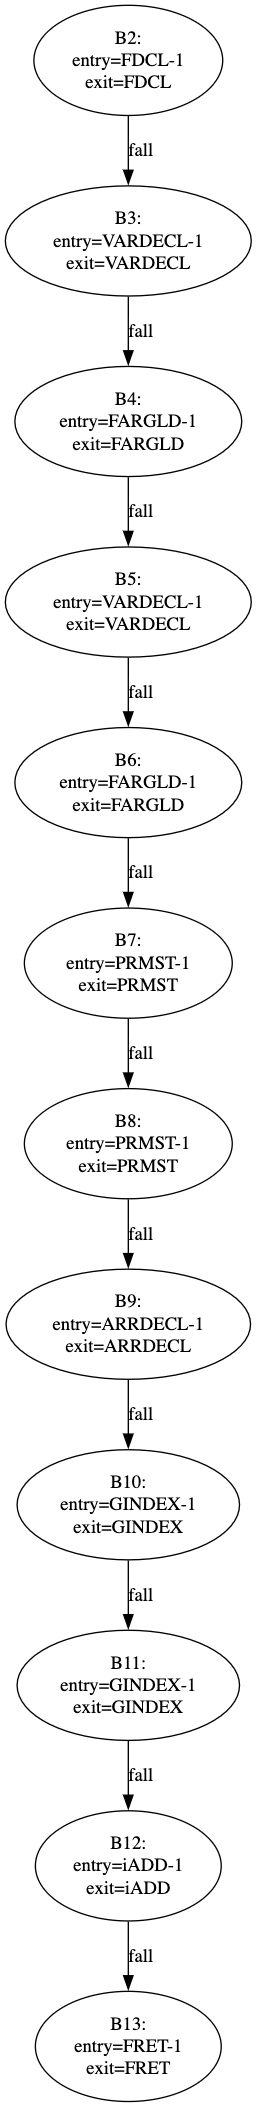 B2:
entry=FDCL-1
exit=FDCL
fall
B3:
entry=VARDECL-1
exit=VARDECL
fall
B4:
entry=FARGLD-1
exit=FARGLD
fall
B5:
entry=VARDECL-1
exit=VARDECL
fall
B6:
entry=FARGLD-1
exit=FARGLD
fall
B7:
entry=PRMST-1
exit=PRMST
fall
B8:
entry=PRMST-1
exit=PRMST
fall
B9:
entry=ARRDECL-1
exit=ARRDECL
fall
B10:
entry=GINDEX-1
exit=GINDEX
fall
B11:
entry=GINDEX-1
exit=GINDEX
fall
B12:
entry=iADD-1
exit=iADD
fall
B13:
entry=FRET-1
exit=FRET